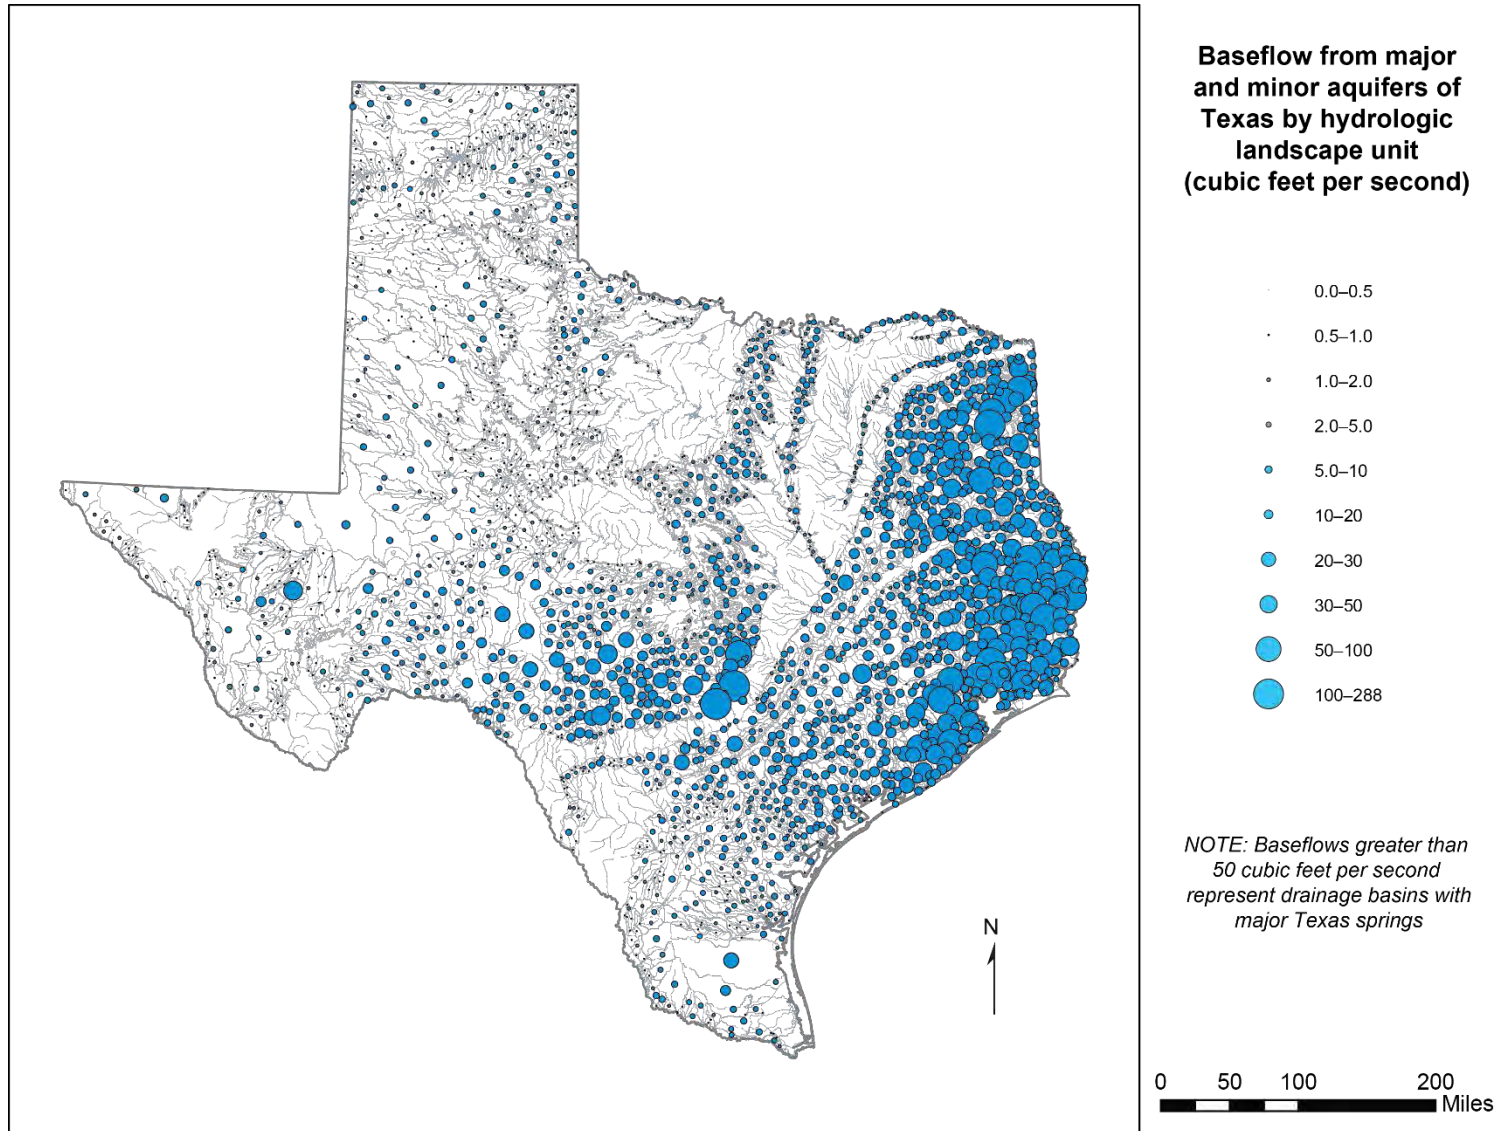 Baseflow from major
and minor aquifers of
Texas by hydrologic
landscape unit
(cubic feet per second)
0.0–0.5
0.5–1.0
1.0–2.0
2.0–5.0
5.0–10
10–20
20–30
30–50
50–100
100–288
NOTE: Baseflows greater than
50 cubic feet per second
represent drainage basins with
major Texas springs
N
0 50 100 200
Miles